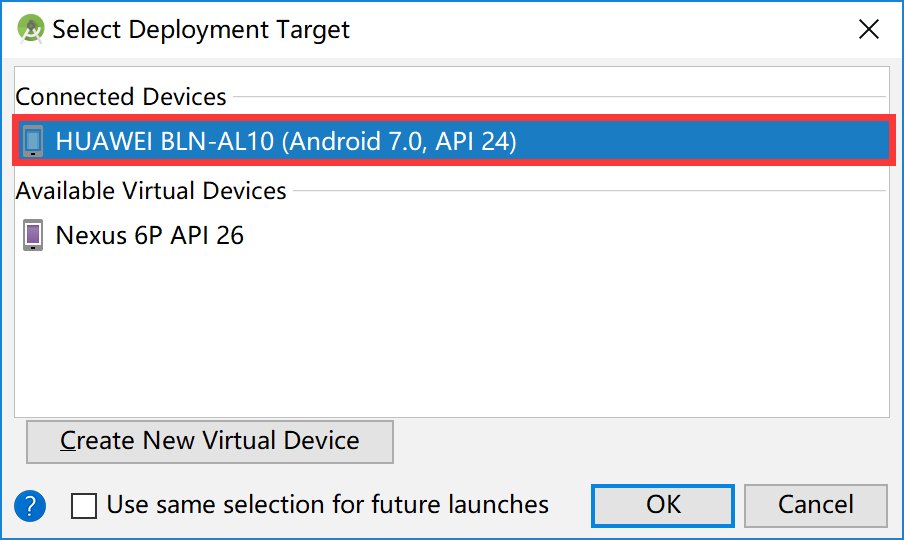 Select Deployment Target
Connected Devices
HUAWEI BLN-AL10 (Android 7.0, API 24)
Available Virtual Devices
Nexus 6P API 26
Create New Virtual Device
? Use same selection for future launches OK Cancel